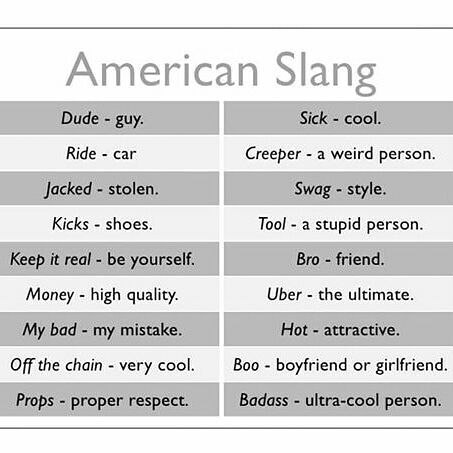 American Slang
Dude - guy.
Sick - cool.
Ride - car
Creeper - a weird person.
Jacked - stolen.
Swag - style.
Kicks - shoes.
Tool - a stupid person.
Keep it real - be yourself.
Bro - friend.
Money - high quality.
Uber - the ultimate.
My bad - my mistake.
Hot - attractive.
Off the chain - very cool.
Boo - boyfriend or girlfriend.
Props - proper respect.
Badass - ultra-cool person.